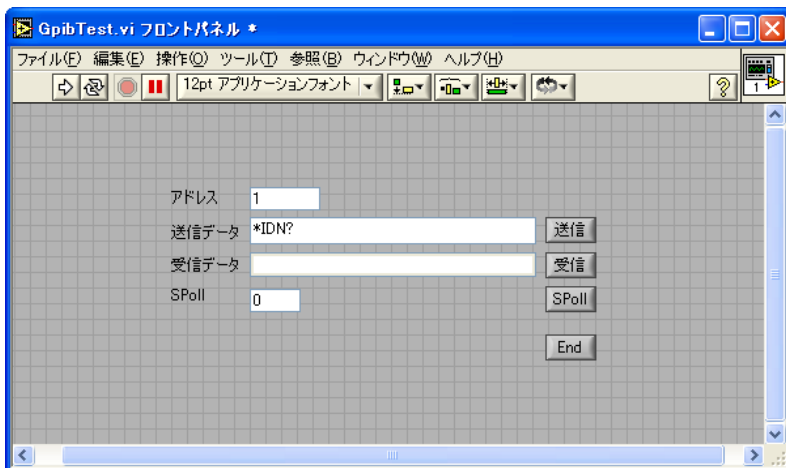 GpibTest.vi フロントパネル *
ファイル(F) 編集(E) 操作(O) ツール(T) 参照(B) ウィンドウ(W) ヘルプ(H)
12pt アプリケーションフォント
?
1
アドレス 1
送信データ *IDN? 送信
受信データ 受信
SPoll 0 SPoll
End